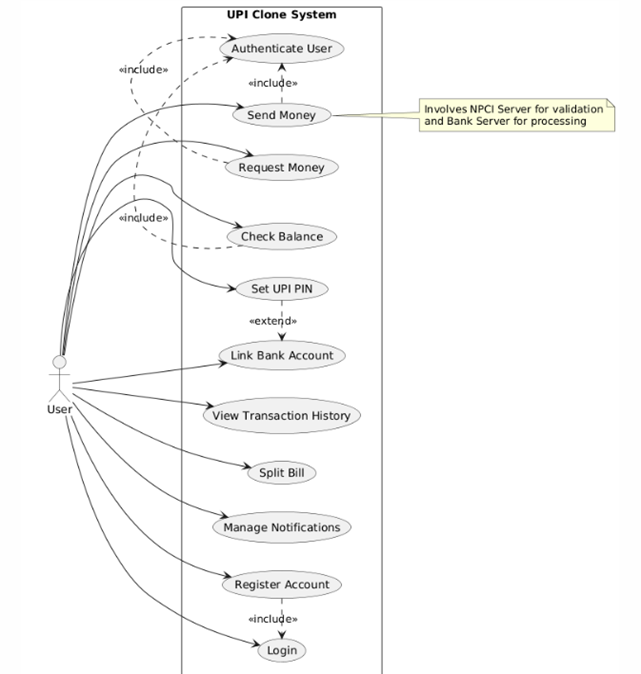 UPI Clone System
Authenticate User
«include»
«include»
Send Money
Involves NPCI Server for validation
and Bank Server for processing
Request Money
«include»
Check Balance
Set UPI PIN
«extend»
Link Bank Account
User
View Transaction History
Split Bill
Manage Notifications
Register Account
«include»
Login